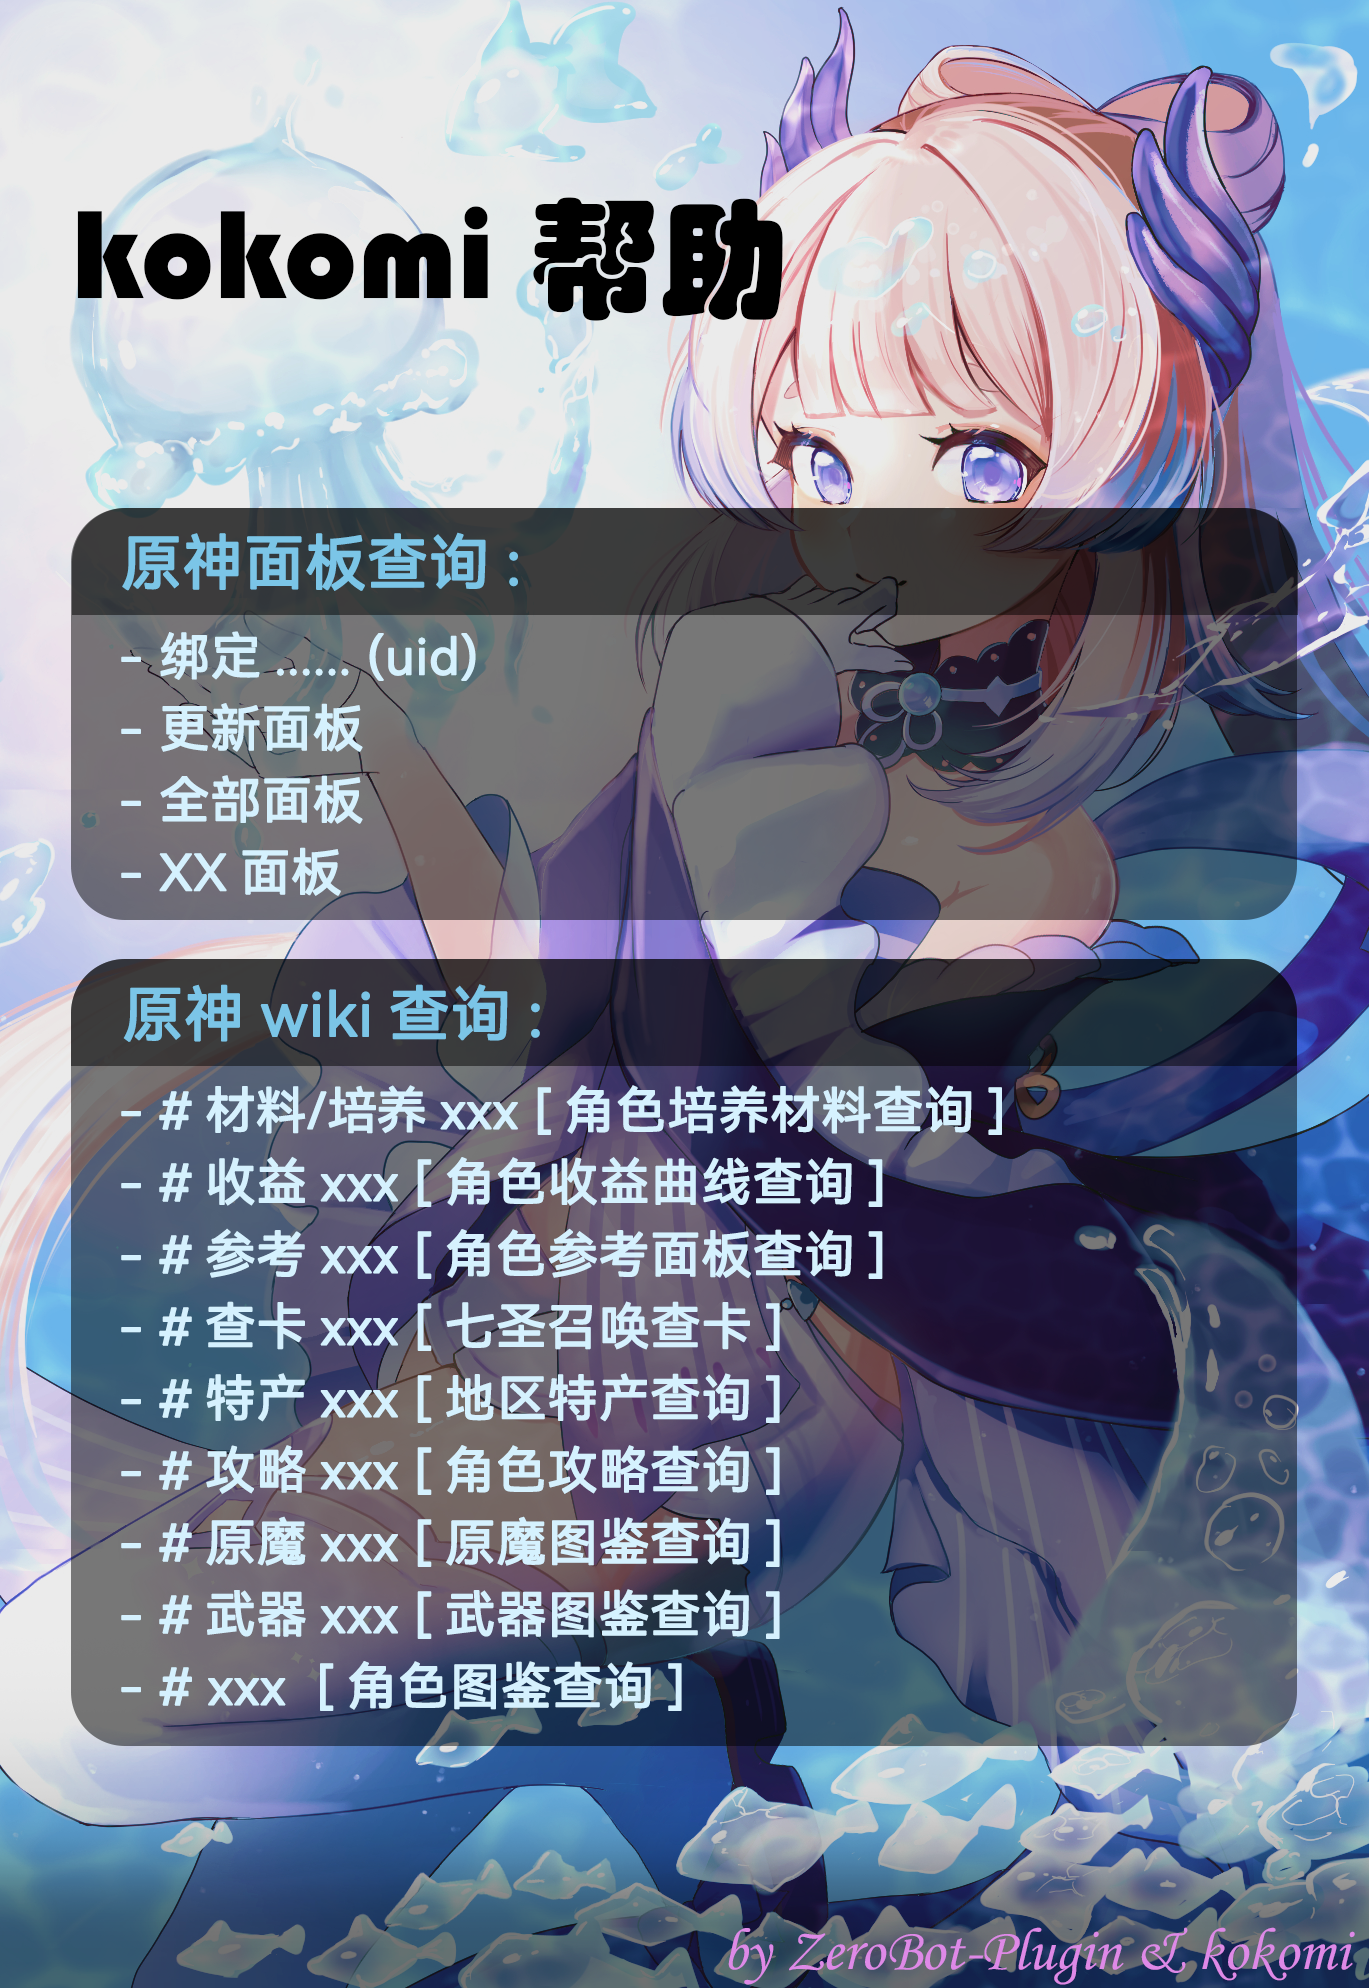 kokomi 帮助
原神面板查询：
- 绑定 ...... (uid)
- 更新面板
- 全部面板
- XX 面板
原神 wiki 查询：
- # 材料/培养 xxx [ 角色培养材料查询 ]
- # 收益 xxx [ 角色收益曲线查询 ]
- # 参考 xxx [ 角色参考面板查询 ]
- # 查卡 xxx [ 七圣召唤查卡 ]
- # 特产 xxx [ 地区特产查询 ]
- # 攻略 xxx [ 角色攻略查询 ]
- # 原魔 xxx [ 原魔图鉴查询 ]
- # 武器 xxx [ 武器图鉴查询 ]
- # xxx [ 角色图鉴查询 ]
by ZeroBot-Plugin & kokomi